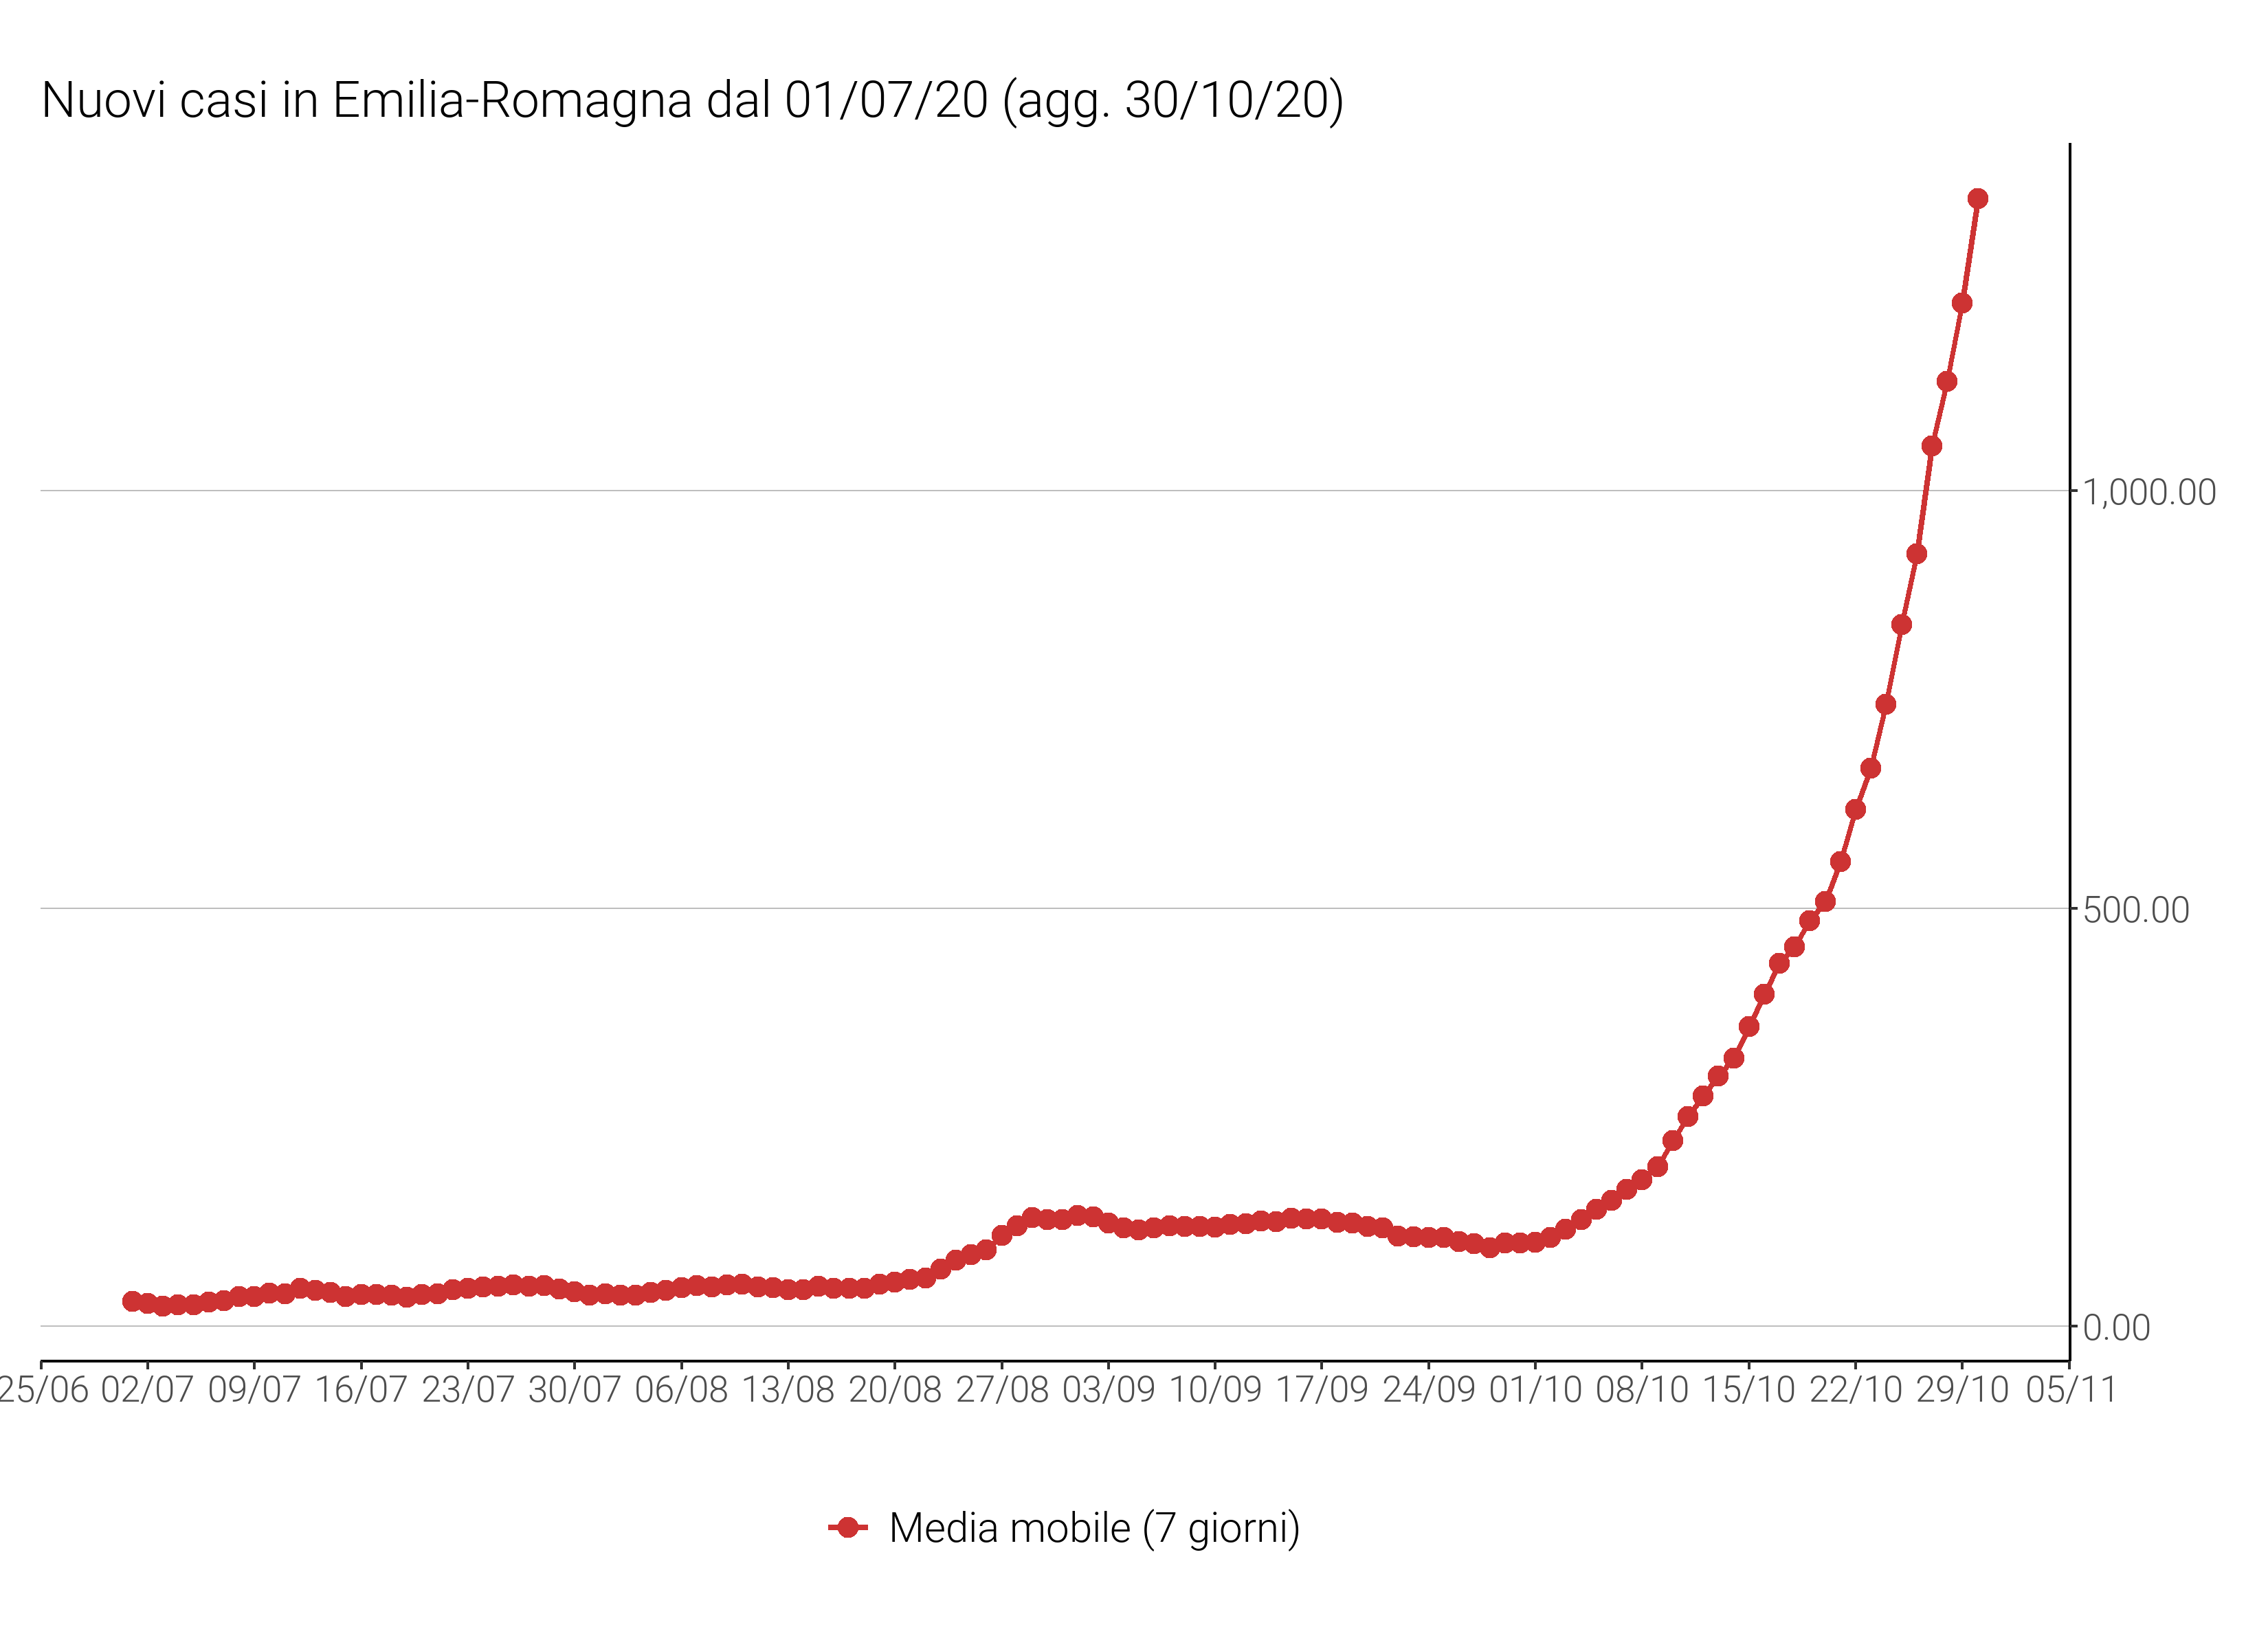 Nuovi casi in Emilia-Romagna dal 01/07/20 (agg. 30/10/20)
1,000.00
500.00
0.00
25/06 02/07 09/07 16/07 23/07 30/07 06/08 13/08 20/08 27/08 03/09 10/09 17/09 24/09 01/10 08/10 15/10 22/10 29/10 05/11
Media mobile (7 giorni)